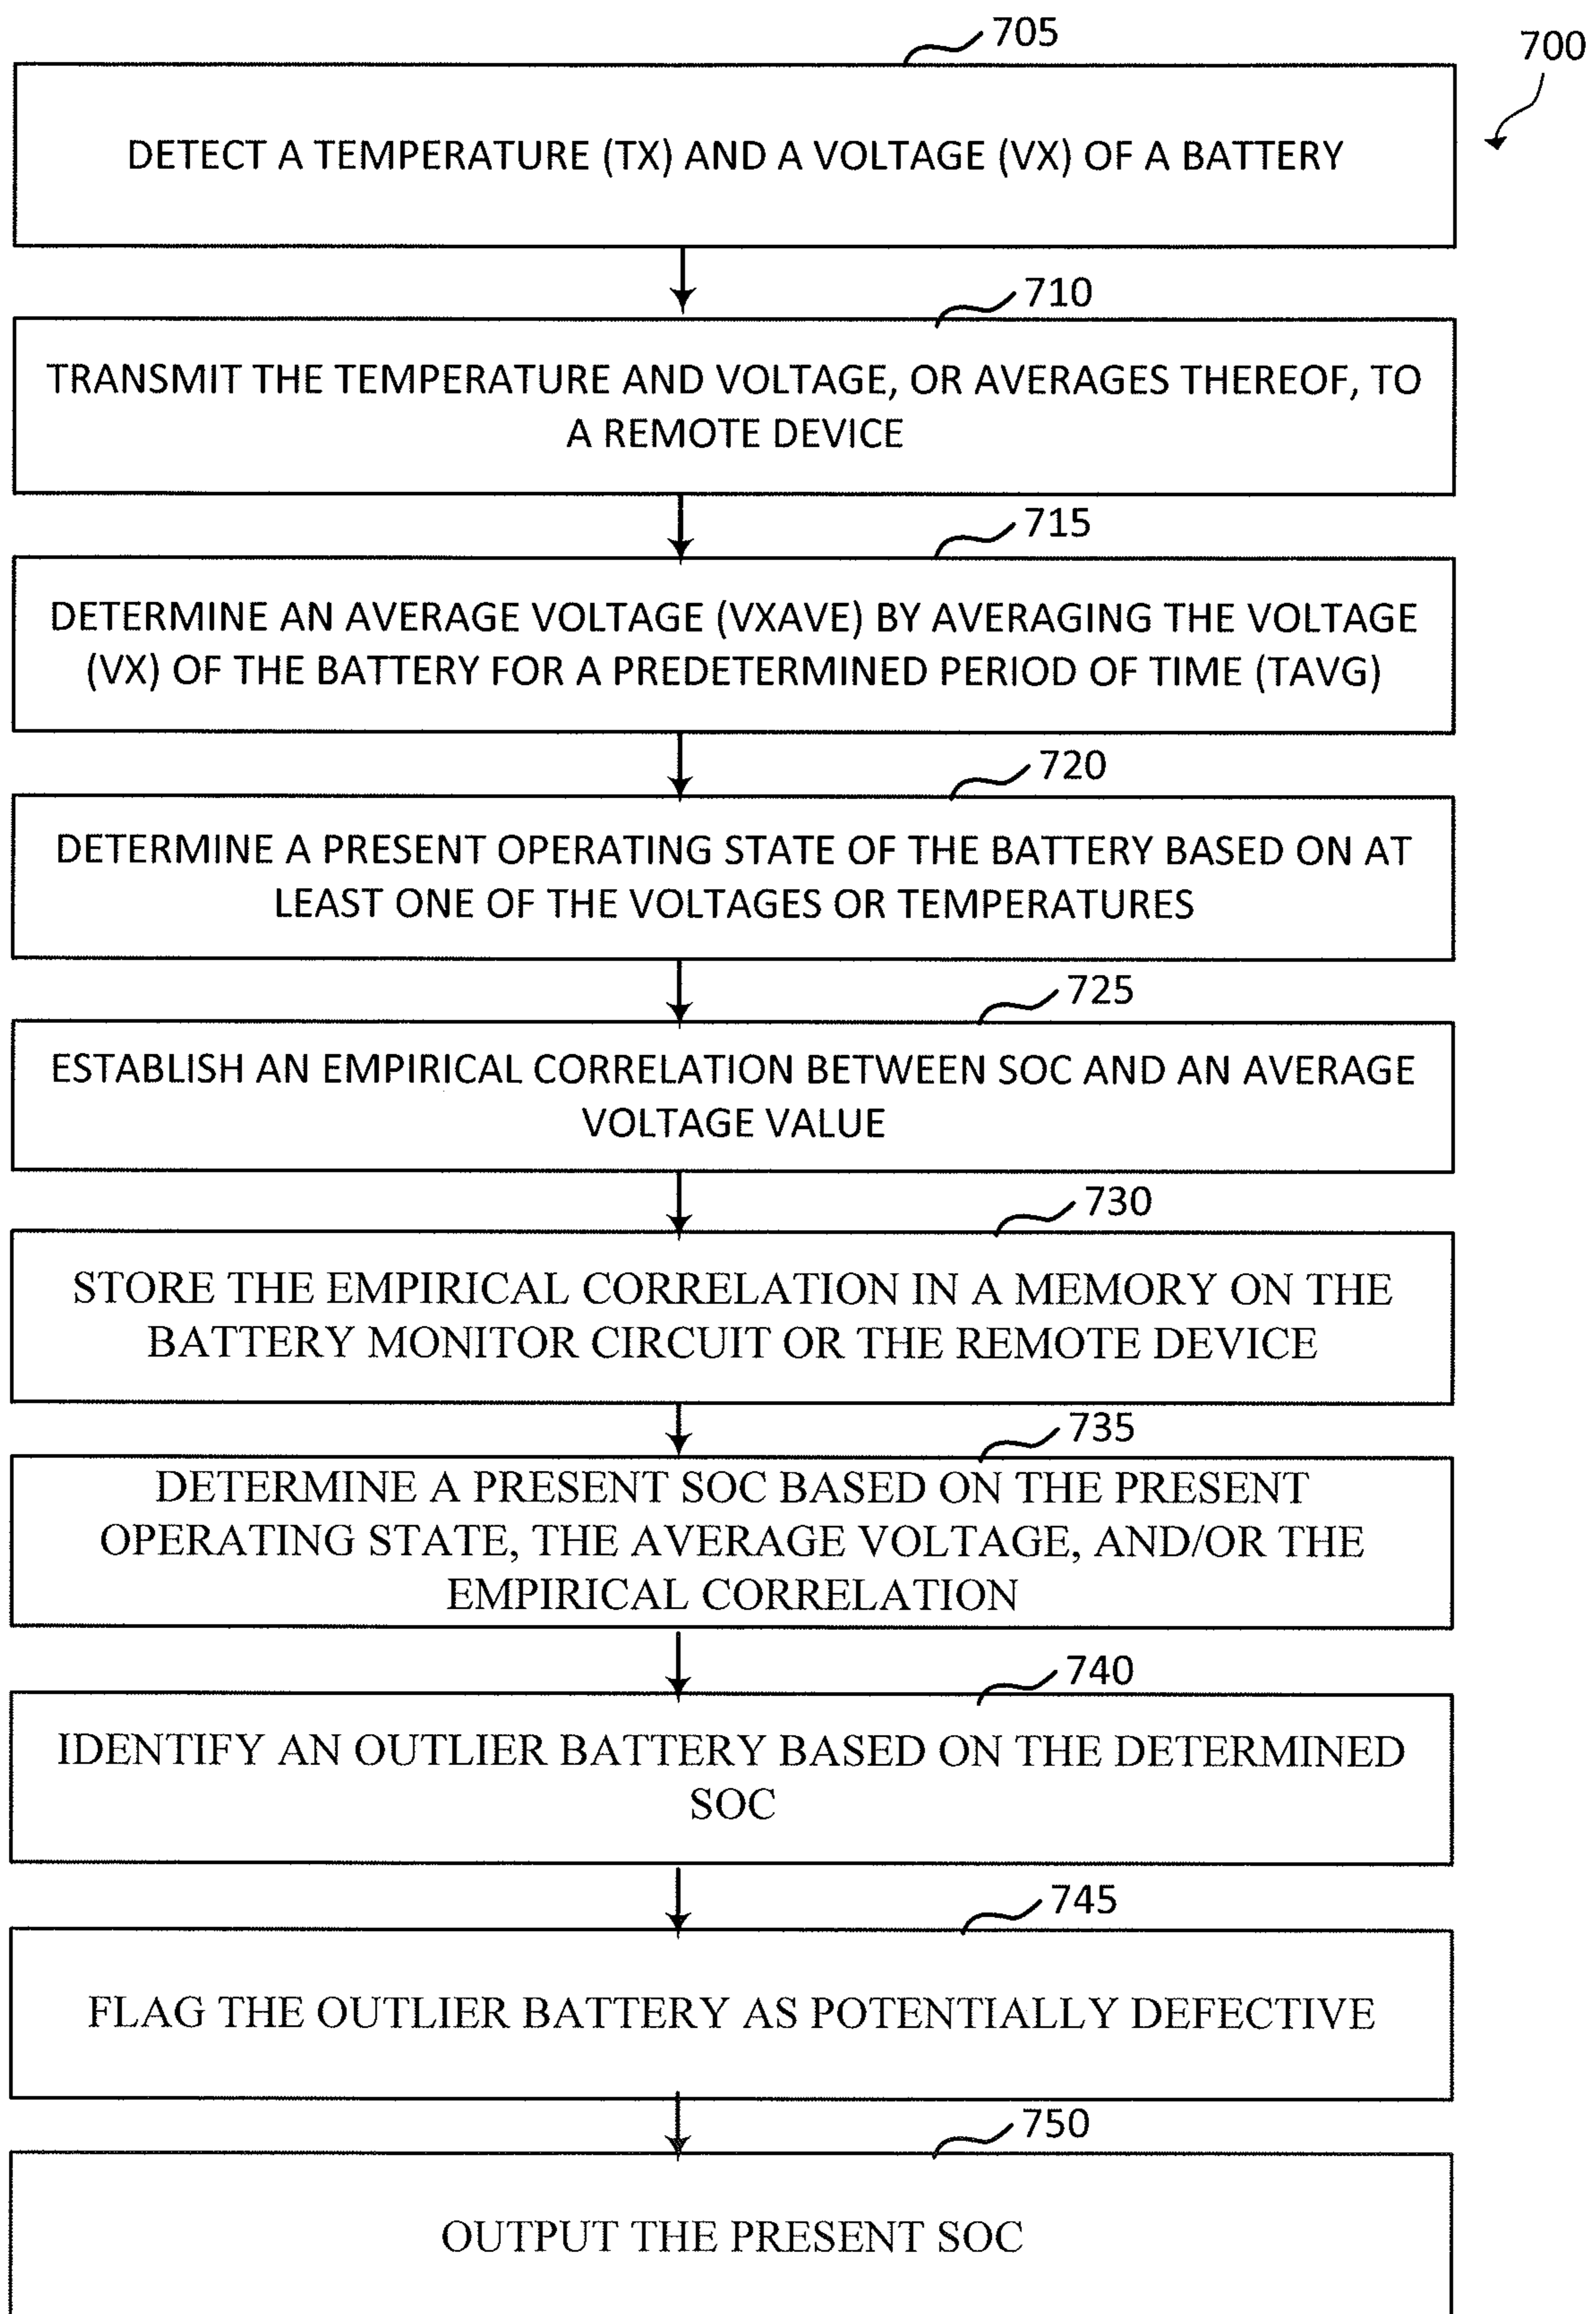 705
700
DETECT A TEMPERATURE (TX) AND A VOLTAGE (VX) OF A BATTERY
710
TRANSMIT THE TEMPERATURE AND VOLTAGE, OR AVERAGES THEREOF, TO
A REMOTE DEVICE
715
DETERMINE AN AVERAGE VOLTAGE (VXAVE) BY AVERAGING THE VOLTAGE
(VX) OF THE BATTERY FOR A PREDETERMINED PERIOD OF TIME (TAVG)
720
DETERMINE A PRESENT OPERATING STATE OF THE BATTERY BASED ON AT
LEAST ONE OF THE VOLTAGES OR TEMPERATURES
725
ESTABLISH AN EMPIRICAL CORRELATION BETWEEN SOC AND AN AVERAGE
VOLTAGE VALUE
730
STORE THE EMPIRICAL CORRELATION IN A MEMORY ON THE
BATTERY MONITOR CIRCUIT OR THE REMOTE DEVICE
735
DETERMINE A PRESENT SOC BASED ON THE PRESENT
OPERATING STATE, THE AVERAGE VOLTAGE, AND/OR THE
EMPIRICAL CORRELATION
740
IDENTIFY AN OUTLIER BATTERY BASED ON THE DETERMINED
SOC
745
FLAG THE OUTLIER BATTERY AS POTENTIALLY DEFECTIVE
750
OUTPUT THE PRESENT SOC